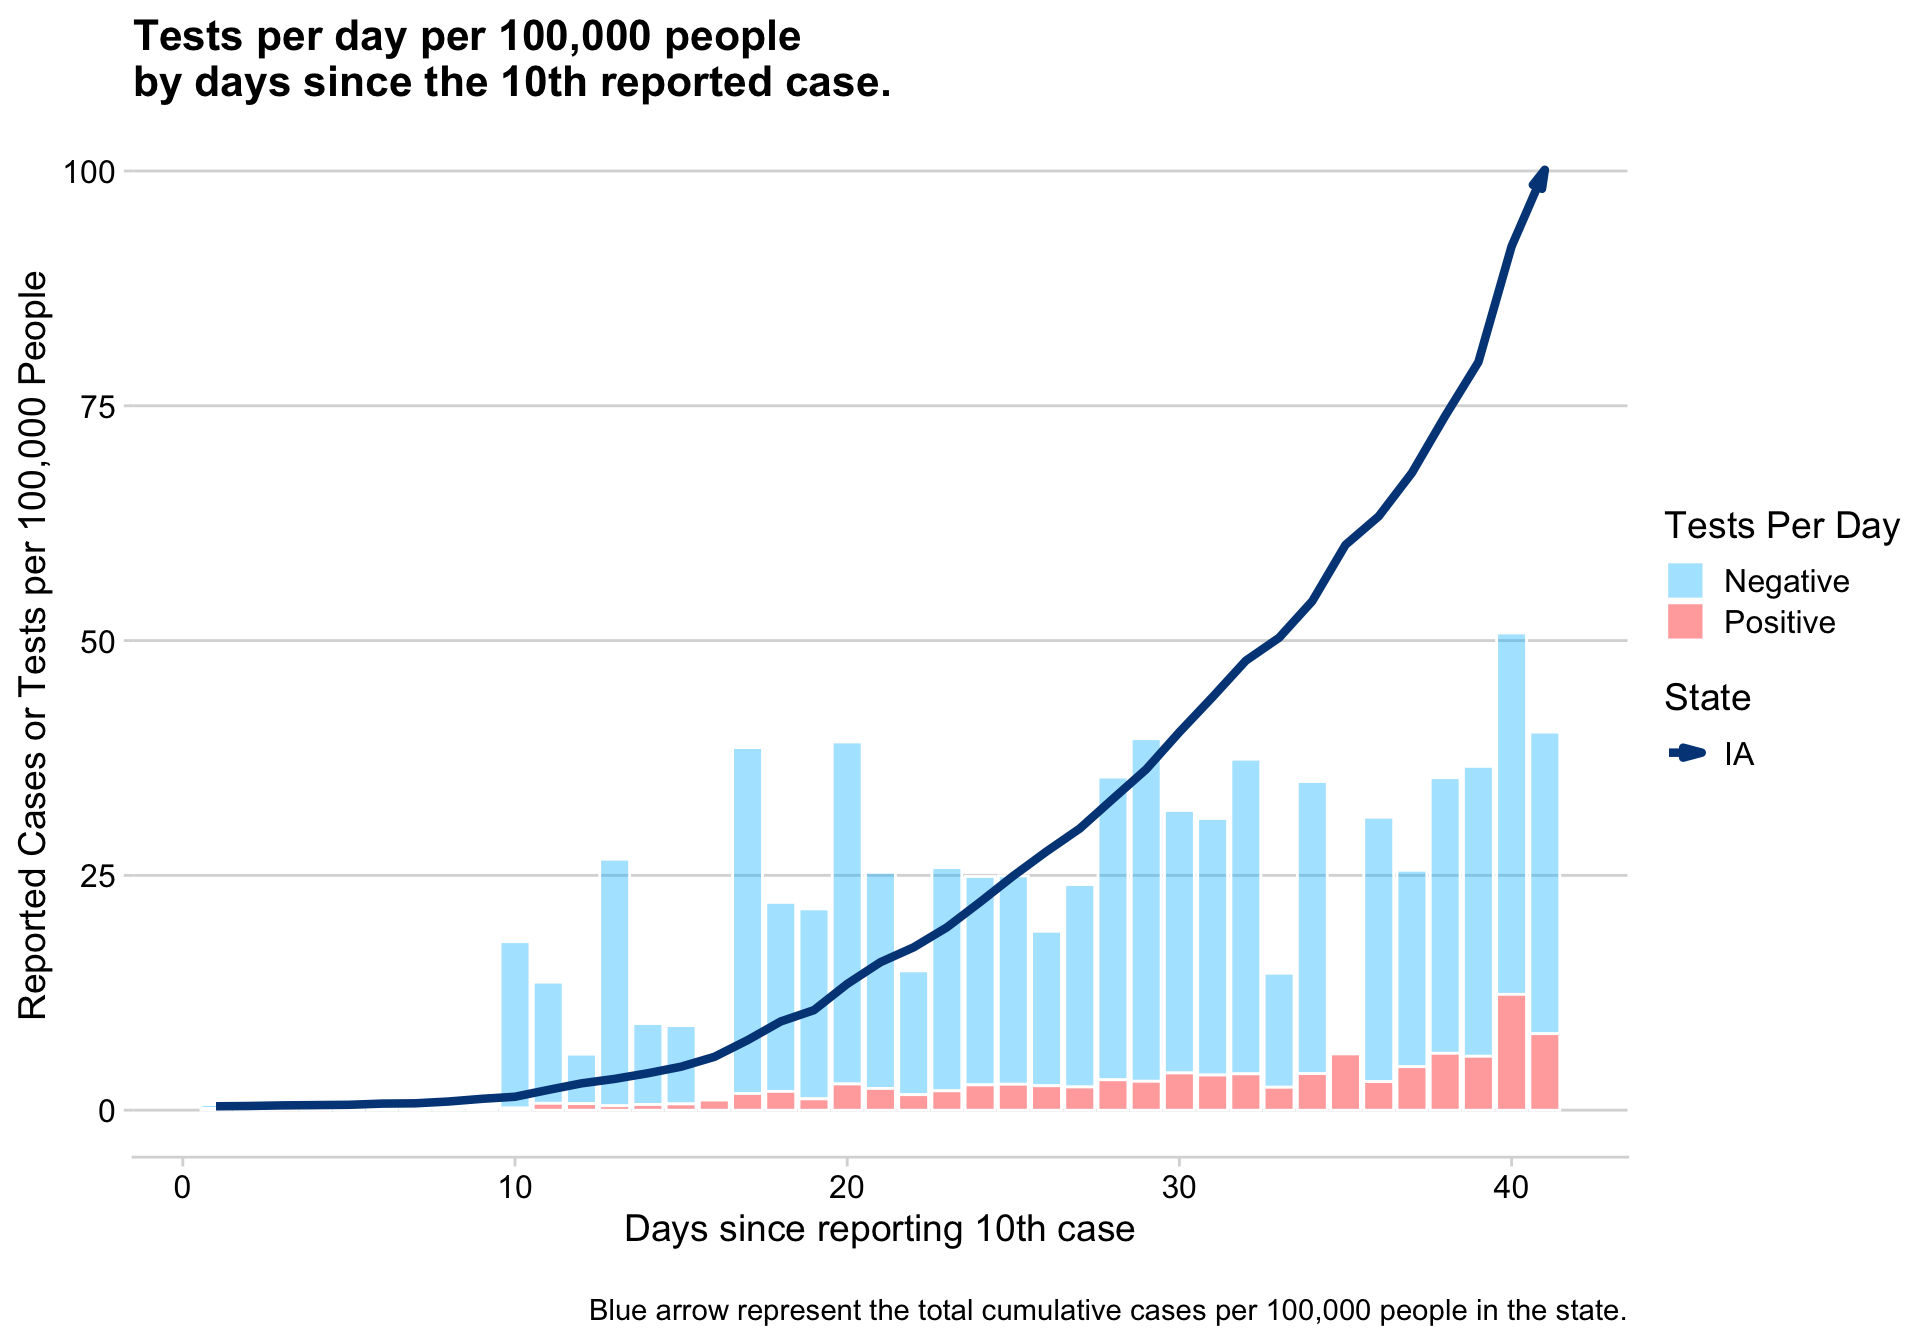 Tests per day per 100,000 people
by days since the 10th reported case.
Reported Cases or Tests per 100,000 People
100
75
50
25
0
0
10
20
30
40
Days since reporting 10th case
Tests Per Day
Negative
Positive
State
IA
Blue arrow represent the total cumulative cases per 100,000 people in the state.